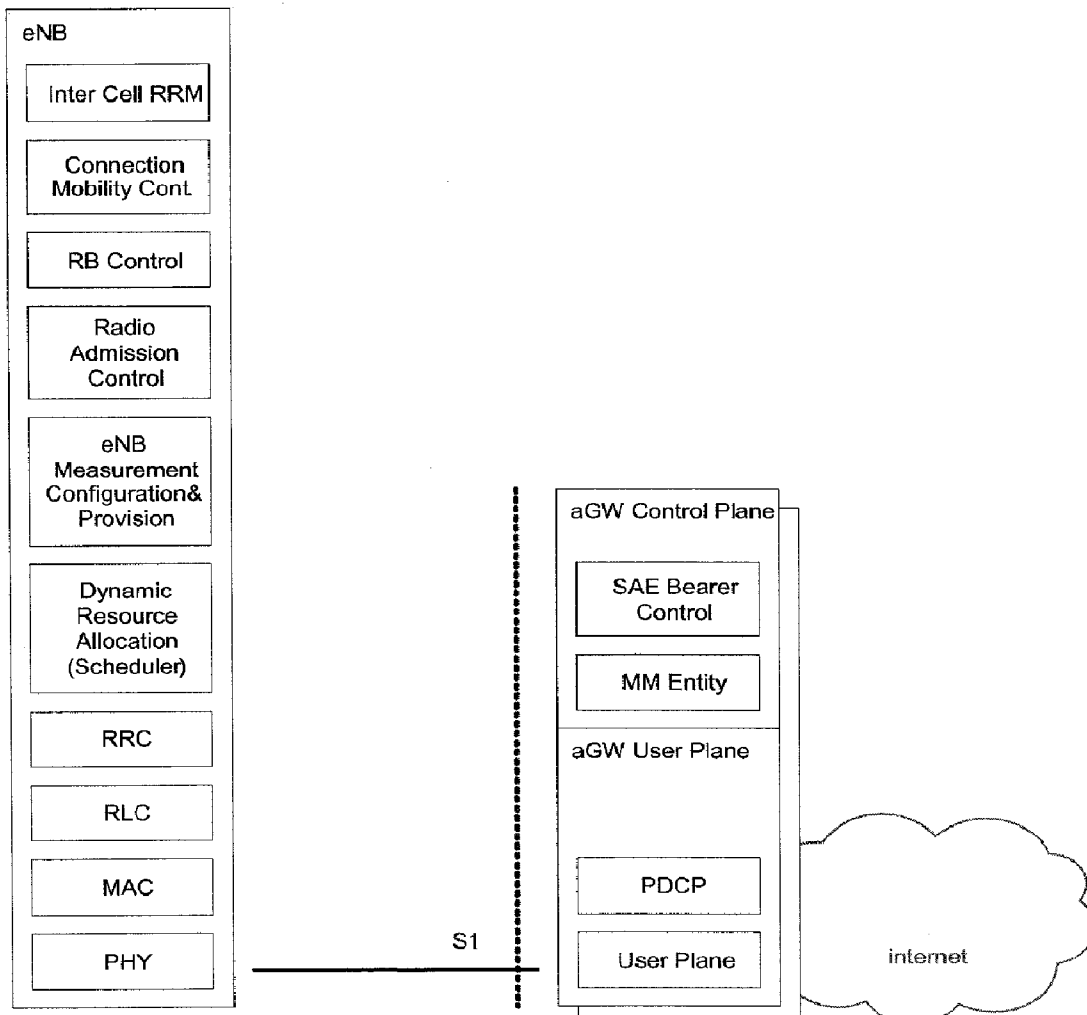 eNB
Inter Cell RRM
Connection
Mobility Cont.
RB Control
Radio
Admission
Control
eNB
Measurement
Configuration&
Provision
Dynamic
Resource
Allocation
(Scheduler)
RRC
RLC
MAC
PHY
S1
aGW Control Plane
SAE Bearer
Control
MM Entity
aGW User Plane
PDCP
User Plane
internet